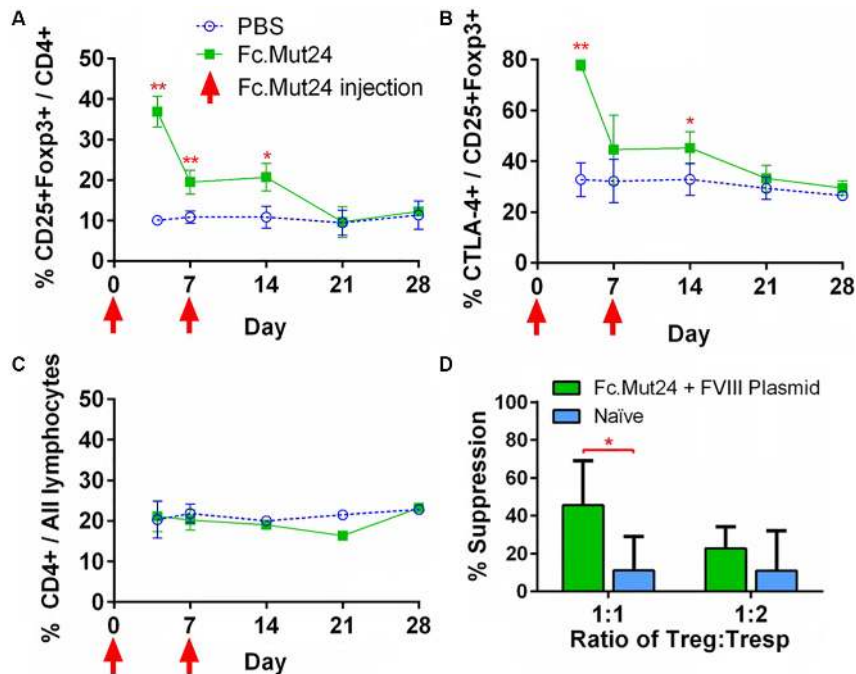 A
PBS
Fc.Mut24
Fc.Mut24 injection
% CD25+Foxp3+ / CD4+
50
40
30
20
10
0
**
**
*
0 7 14 21 28
Day
B
% CTLA-4+ / CD25+Foxp3+
80
60
40
20
0
**
*
0 7 14 21 28
Day
C
% CD4+ / All lymphocytes
50
40
30
20
10
0
0 7 14 21 28
Day
D
Fc.Mut24 + FVIII Plasmid
Naïve
% Suppression
100
80
60
40
20
0
*
1:1 1:2
Ratio of Treg:Tresp